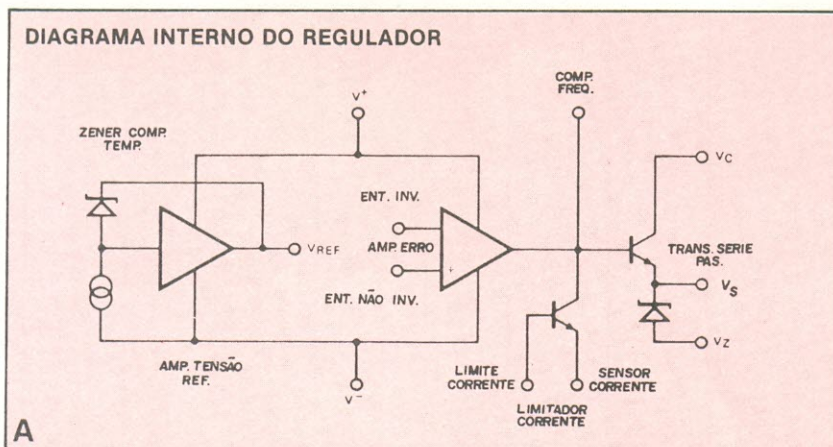 DIAGRAMA INTERNO DO REGULADOR
COMP.
FREQ.
V+
ZENER COMP.
TEMP.
VC
ENT. INV.
VREF
AMP. ERRO
+
TRANS. SERIE
PAS.
VS
ENT. NÃO INV.
VZ
AMP. TENSÃO
REF.
LIMITE
CORRENTE
SENSOR
CORRENTE
LIMITADOR
CORRENTE
V-
A